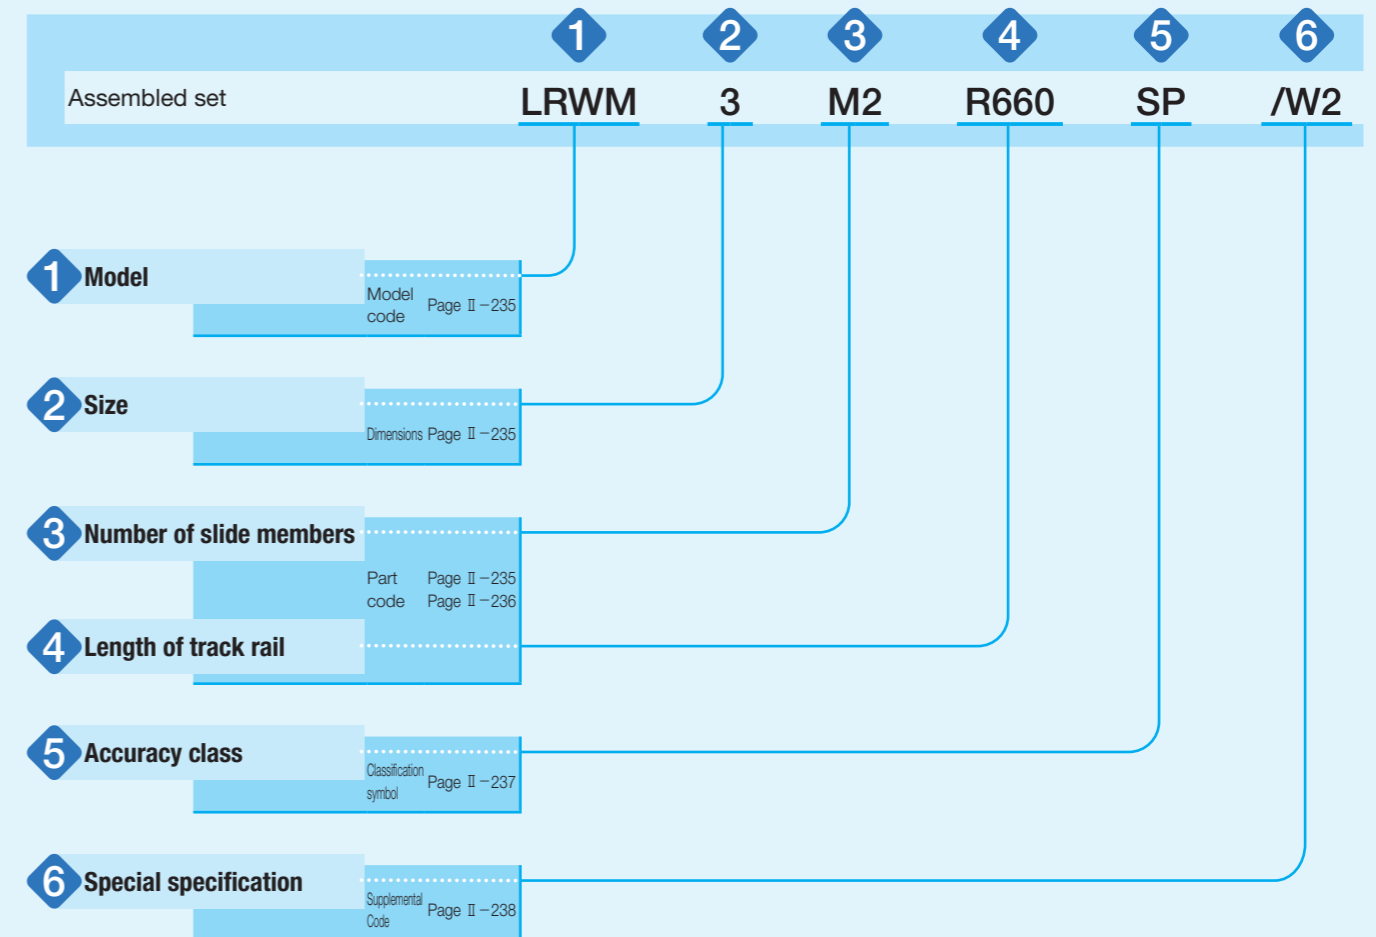 1 2 3 4 5 6
Assembled set LRWM 3 M2 R660 SP /W2
1 Model
Model code Page Ⅱ－235
2 Size
Dimensions Page Ⅱ－235
3 Number of slide members
Part code Page Ⅱ－235
Page Ⅱ－236
4 Length of track rail
5 Accuracy class
Classification symbol Page Ⅱ－237
6 Special specification
Supplemental Code Page Ⅱ－238